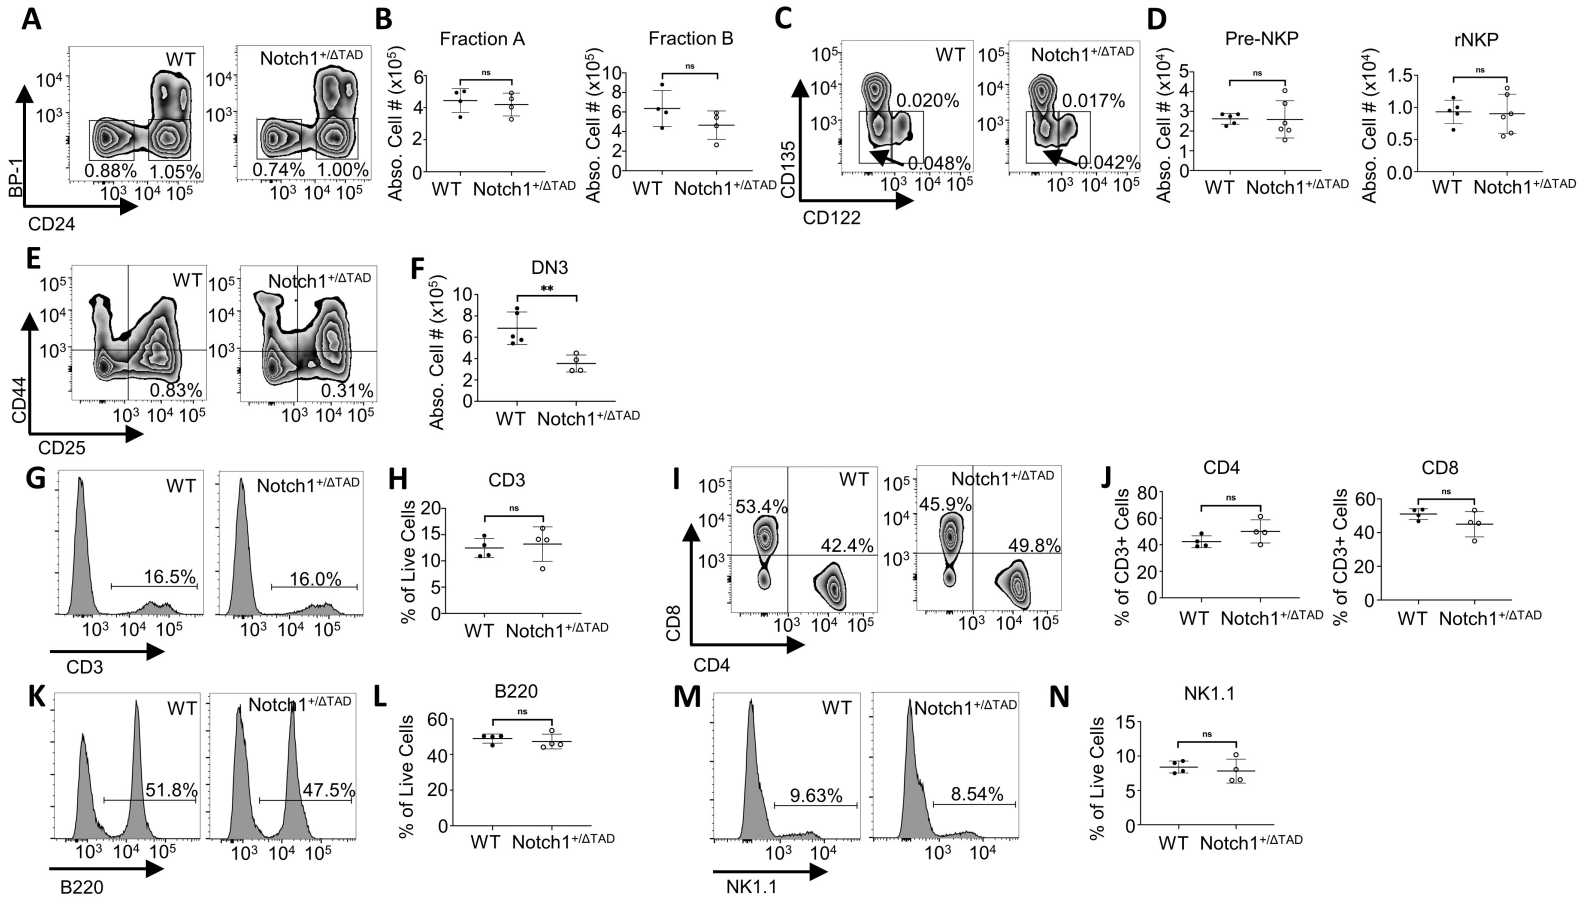 A
WT
Notch1+/ΔTAD
10⁴
10³
0.88%
1.05%
0.74%
1.00%
10³ 10⁴ 10⁵
10³ 10⁴ 10⁵
BP-1
CD24
B
Fraction A
Abso. Cell # (x10⁵)
6
4
2
0
ns
WT Notch1+/ΔTAD
Fraction B
Abso. Cell # (x10⁵)
10
8
6
4
2
0
ns
WT Notch1+/ΔTAD
C
WT
Notch1+/ΔTAD
10⁵
10⁴
10³
0.020%
0.048%
10⁵
10⁴
10³
0.017%
0.042%
10³ 10⁴ 10⁵
10³ 10⁴ 10⁵
CD135
CD122
D
Pre-NKP
Abso. Cell # (x10⁴)
5
4
3
2
1
0
ns
WT Notch1+/ΔTAD
rNKP
Abso. Cell # (x10⁴)
1.5
1.0
0.5
0.0
ns
WT Notch1+/ΔTAD
E
WT
Notch1+/ΔTAD
10⁵
10⁴
10³
0.83%
10⁵
10⁴
10³
0.31%
10³ 10⁴ 10⁵
10³ 10⁴ 10⁵
CD44
CD25
F
DN3
Abso. Cell # (x10⁵)
10
8
6
4
2
0
**
WT Notch1+/ΔTAD
G
WT
Notch1+/ΔTAD
16.5%
16.0%
10³ 10⁴ 10⁵
10³ 10⁴ 10⁵
CD3
H
CD3
% of Live Cells
20
15
10
5
0
ns
WT Notch1+/ΔTAD
I
WT
Notch1+/ΔTAD
10⁵
10⁴
10³
53.4%
42.4%
10⁵
10⁴
10³
45.9%
49.8%
10³ 10⁴ 10⁵
10³ 10⁴ 10⁵
CD8
CD4
J
CD4
% of CD3+ Cells
80
60
40
20
0
ns
WT Notch1+/ΔTAD
CD8
% of CD3+ Cells
60
40
20
0
ns
WT Notch1+/ΔTAD
K
WT
Notch1+/ΔTAD
51.8%
47.5%
10³ 10⁴ 10⁵
10³ 10⁴ 10⁵
B220
L
B220
% of Live Cells
60
40
20
0
ns
WT Notch1+/ΔTAD
M
WT
Notch1+/ΔTAD
9.63%
8.54%
10³ 10⁴
10³ 10⁴
NK1.1
N
NK1.1
% of Live Cells
15
10
5
0
ns
WT Notch1+/ΔTAD